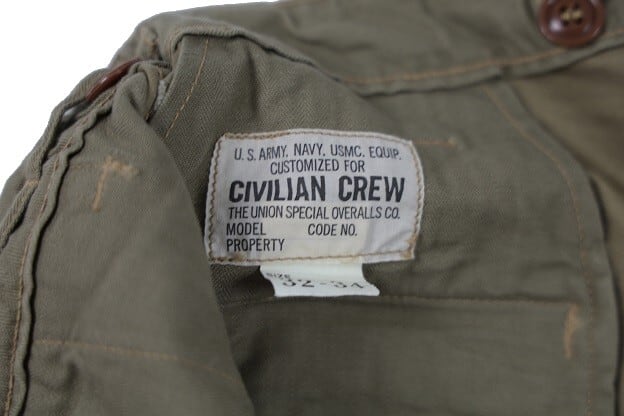 U. S. ARMY, NAVY, USMC. EQUIP.
CUSTOMIZED FOR
CIVILIAN CREW
THE UNION SPECIAL OVERALLS CO.
MODEL CODE NO.
PROPERTY
SIZE
32-34